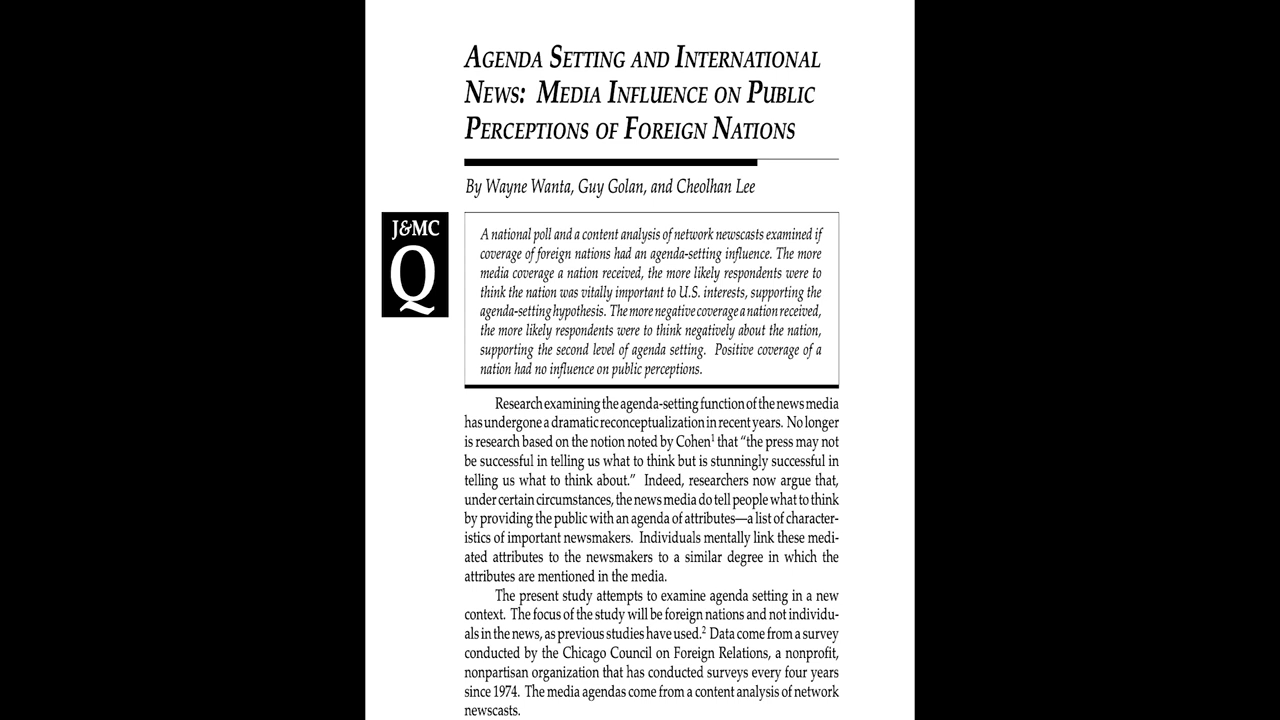 AGENDA SETTING AND INTERNATIONAL
NEWS: MEDIA INFLUENCE ON PUBLIC
PERCEPTIONS OF FOREIGN NATIONS
By Wayne Wanta, Guy Golan, and Cheolhan Lee
J&MC
Q
A national poll and a content analysis of network newscasts examined if
coverage of foreign nations had an agenda-setting influence. The more
media coverage a nation received, the more likely respondents were to
think the nation was vitally important to U.S. interests, supporting the
agenda-setting hypothesis. The more negative coverage a nation received,
the more likely respondents were to think negatively about the nation,
supporting the second level of agenda setting. Positive coverage of a
nation had no influence on public perceptions.
Research examining the agenda-setting function of the news media
has undergone a dramatic reconceptualization in recent years. No longer
is research based on the notion noted by Cohen¹ that “the press may not
be successful in telling us what to think but is stunningly successful in
telling us what to think about.” Indeed, researchers now argue that,
under certain circumstances, the news media do tell people what to think
by providing the public with an agenda of attributes—a list of character-
istics of important newsmakers. Individuals mentally link these medi-
ated attributes to the newsmakers to a similar degree in which the
attributes are mentioned in the media.
The present study attempts to examine agenda setting in a new
context. The focus of the study will be foreign nations and not individu-
als in the news, as previous studies have used.² Data come from a survey
conducted by the Chicago Council on Foreign Relations, a nonprofit,
nonpartisan organization that has conducted surveys every four years
since 1974. The media agendas come from a content analysis of network
newscasts.